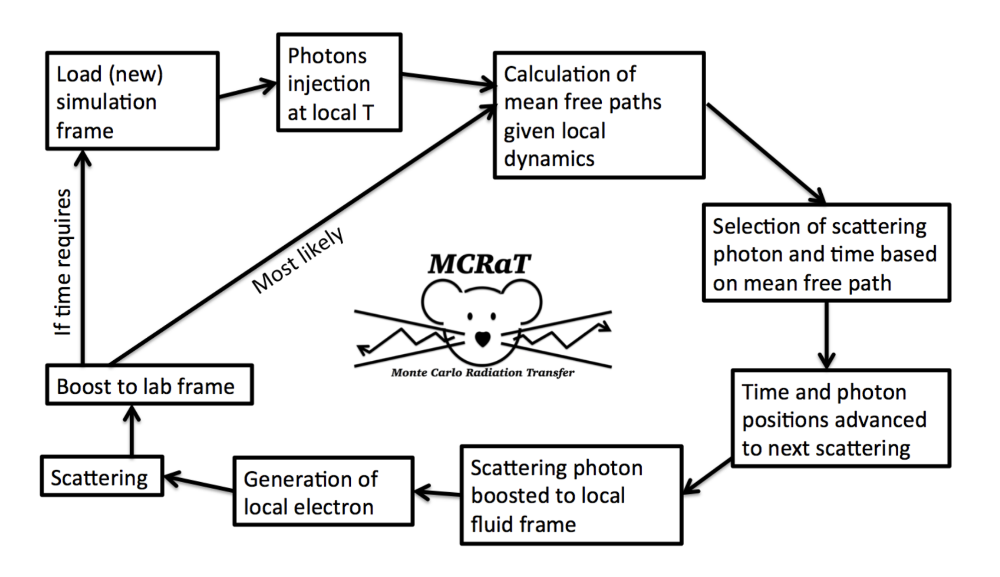 Load (new)
simulation
frame
Photons
injection
at local T
Calculation of
mean free paths
given local
dynamics
Selection of scattering
photon and time based
on mean free path
Time and photon
positions advanced
to next scattering
Scattering photon
boosted to local
fluid frame
Generation of
local electron
Scattering
Boost to lab frame
If time requires
Most likely
MCRaT
Monte Carlo Radiation Transfer